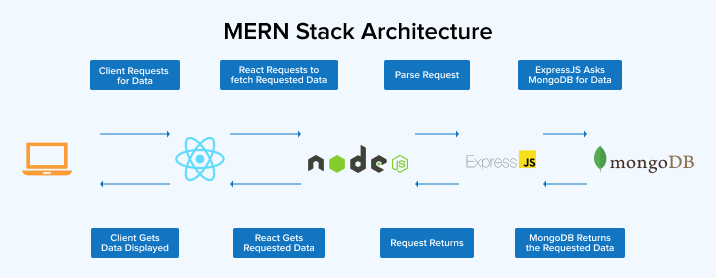 MERN Stack Architecture
Client Requests
for Data
React Requests to
fetch Requested Data
Parse Request
ExpressJS Asks
MongoDB for Data
node
JS
Express JS
mongoDB
Client Gets
Data Displayed
React Gets
Requested Data
Request Returns
MongoDB Returns
the Requested Data